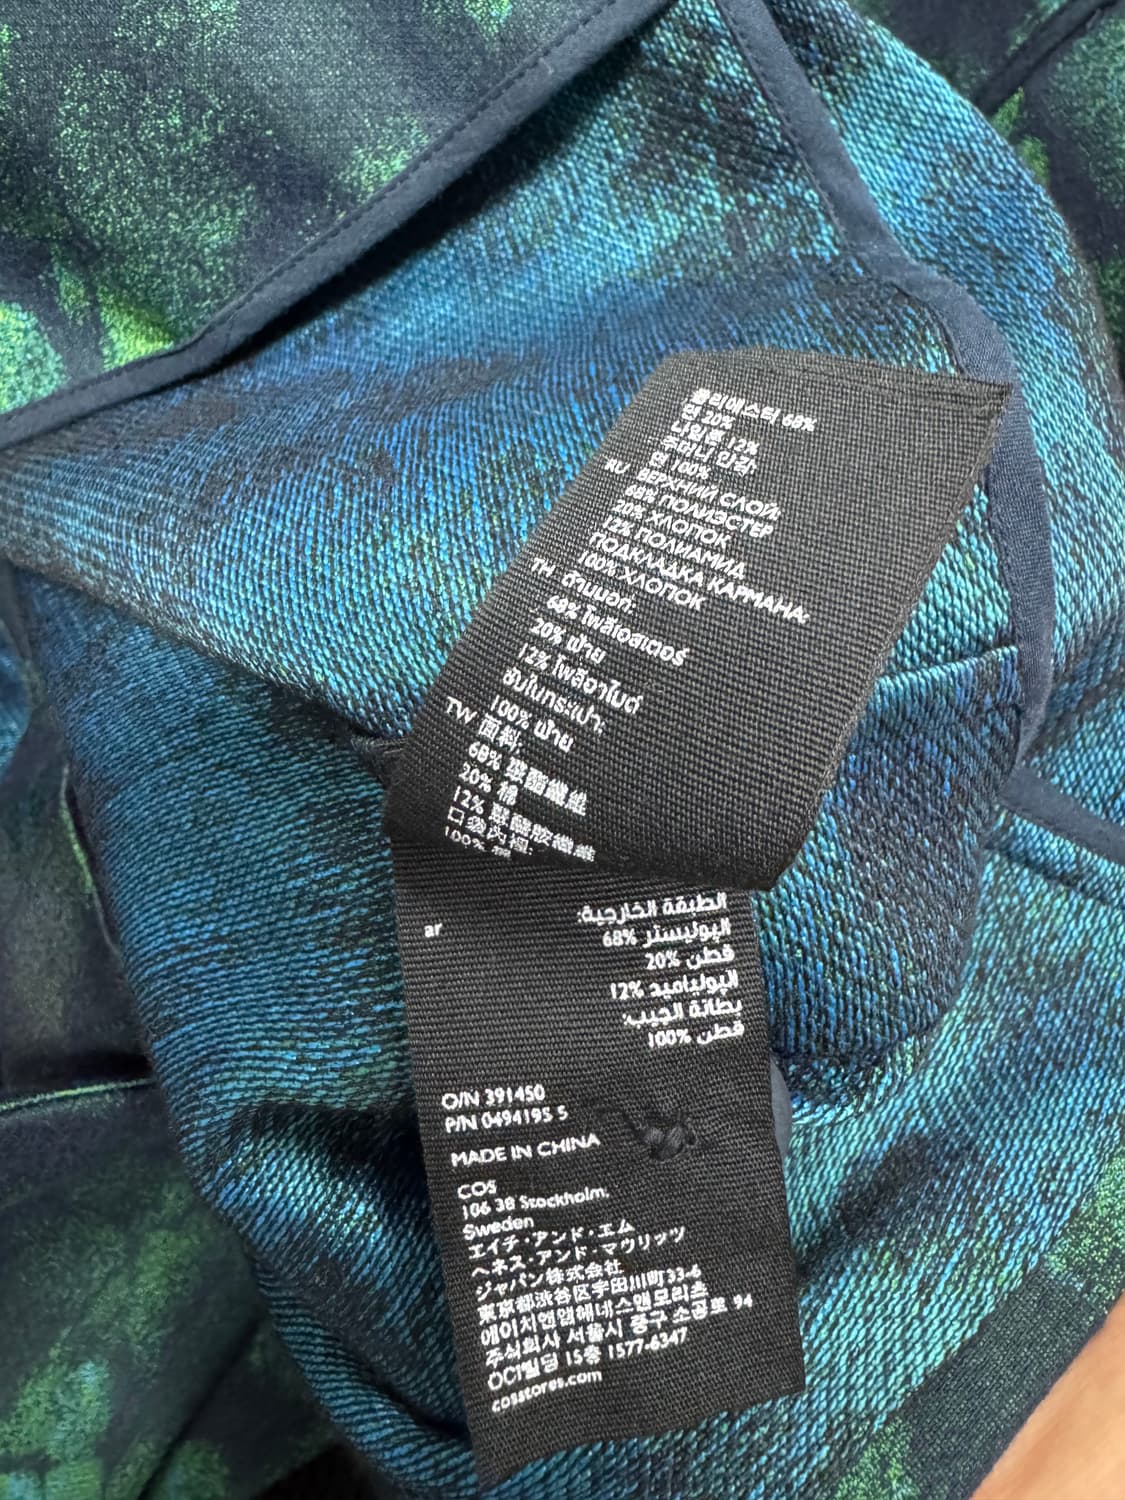 폴리에스터 68%
면 20%
나일론 12%
주머니 안감
면 100%
RU ВЕРХНИЙ СЛОЙ:
68% ПОЛИЭСТЕР
20% ХЛОПОК
12% ПОЛИАМИД
ПОДКЛАДКА КАРМАНА:
100% ХЛОПОК
TH ด้านนอก:
68% โพลีเอสเตอร์
20% ฝ้าย
12% โพลีอาไมด์
ซับในกระเป๋า:
100% ฝ้าย
TW 面料:
68% 聚酯纖維
20% 棉
12% 聚醯胺纖維
口袋內裡:
100% 棉
ar الطبقة الخارجية:
البوليستر 68%
قطن 20%
البولياميد 12%
بطانة الجيب:
قطن 100%
O/N 391450
P/N 0494195 5
MADE IN CHINA
COS
106 38 Stockholm,
Sweden
エイチ・アンド・エム
ヘネス・アンド・マウリッツ
ジャパン株式会社
東京都渋谷区宇田川町33-6
에이치앤엠헤네스앤모리츠
주식회사 서울시 중구 소공로 94
OCI빌딩 15층 1577-6347
cosstores.com